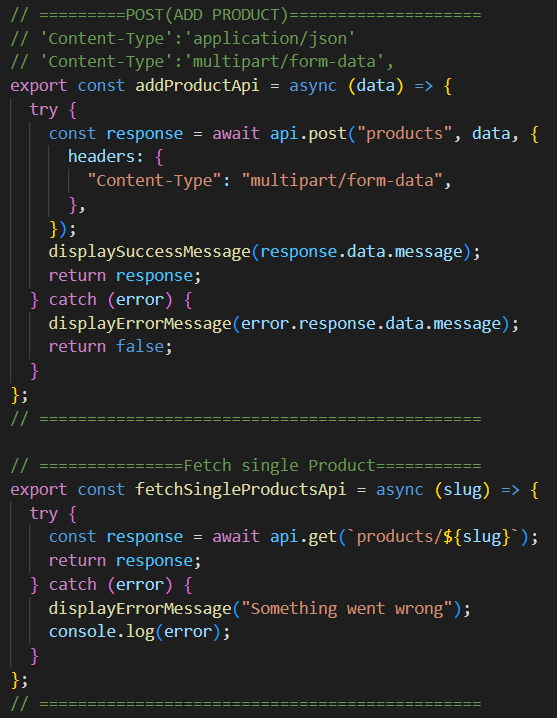 // =========POST(ADD PRODUCT)====================
// 'Content-Type':'application/json'
// 'Content-Type':'multipart/form-data',
export const addProductApi = async (data) => {
  try {
    const response = await api.post("products", data, {
      headers: {
        "Content-Type": "multipart/form-data",
      },
    });
    displaySuccessMessage(response.data.message);
    return response;
  } catch (error) {
    displayErrorMessage(error.response.data.message);
    return false;
  }
};
// ==============================================

// ===============Fetch single Product===========
export const fetchSingleProductsApi = async (slug) => {
  try {
    const response = await api.get(`products/${slug}`);
    return response;
  } catch (error) {
    displayErrorMessage("Something went wrong");
    console.log(error);
  }
};
// ==============================================